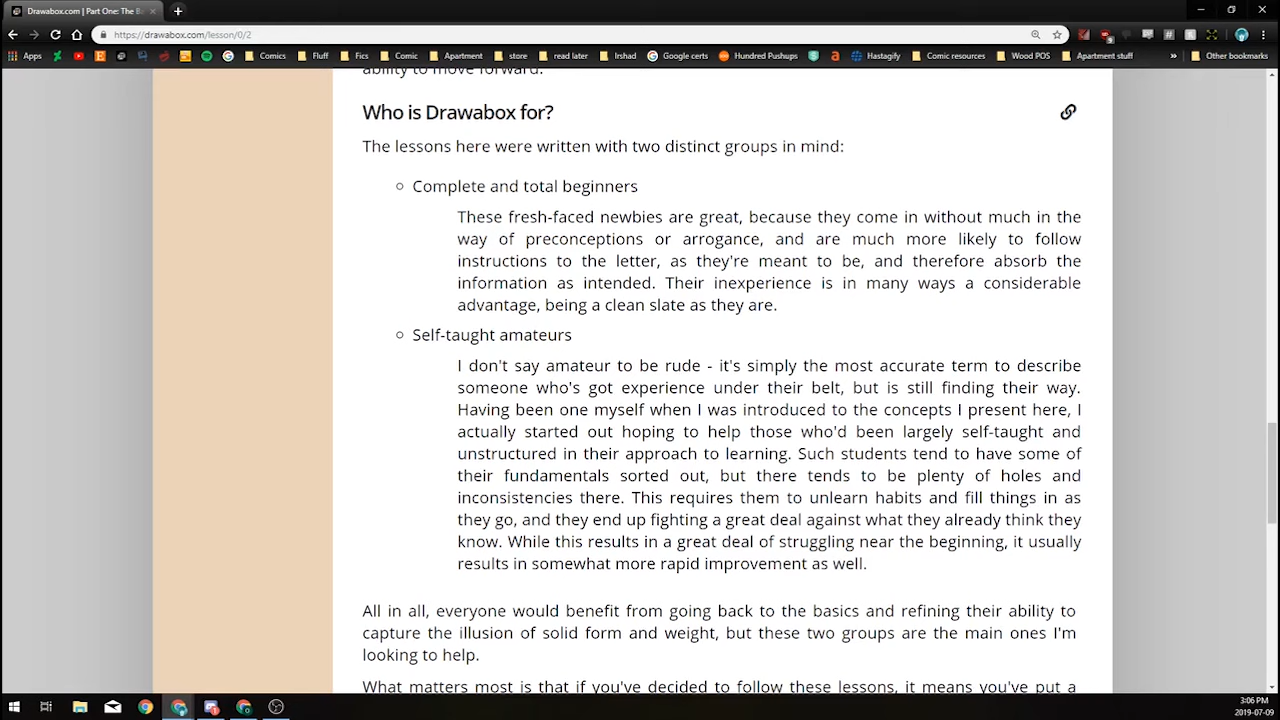 Drawabox.com | Part One: The B
https://drawabox.com/lesson/0/2
Apps
Comics
Fluff
Fics
Comic
Apartment
store
read later
Irshad
Google certs
Hundred Pushups
Hastagify
Comic resources
Wood POS
Apartment stuff
»
Other bookmarks
ability to move forward.
Who is Drawabox for?
The lessons here were written with two distinct groups in mind:
Complete and total beginners
These fresh-faced newbies are great, because they come in without much in the
way of preconceptions or arrogance, and are much more likely to follow
instructions to the letter, as they're meant to be, and therefore absorb the
information as intended. Their inexperience is in many ways a considerable
advantage, being a clean slate as they are.
Self-taught amateurs
I don't say amateur to be rude - it's simply the most accurate term to describe
someone who's got experience under their belt, but is still finding their way.
Having been one myself when I was introduced to the concepts I present here, I
actually started out hoping to help those who'd been largely self-taught and
unstructured in their approach to learning. Such students tend to have some of
their fundamentals sorted out, but there tends to be plenty of holes and
inconsistencies there. This requires them to unlearn habits and fill things in as
they go, and they end up fighting a great deal against what they already think they
know. While this results in a great deal of struggling near the beginning, it usually
results in somewhat more rapid improvement as well.
All in all, everyone would benefit from going back to the basics and refining their ability to
capture the illusion of solid form and weight, but these two groups are the main ones I'm
looking to help.
What matters most is that if you've decided to follow these lessons, it means you've put a
3:06 PM
2019-07-09